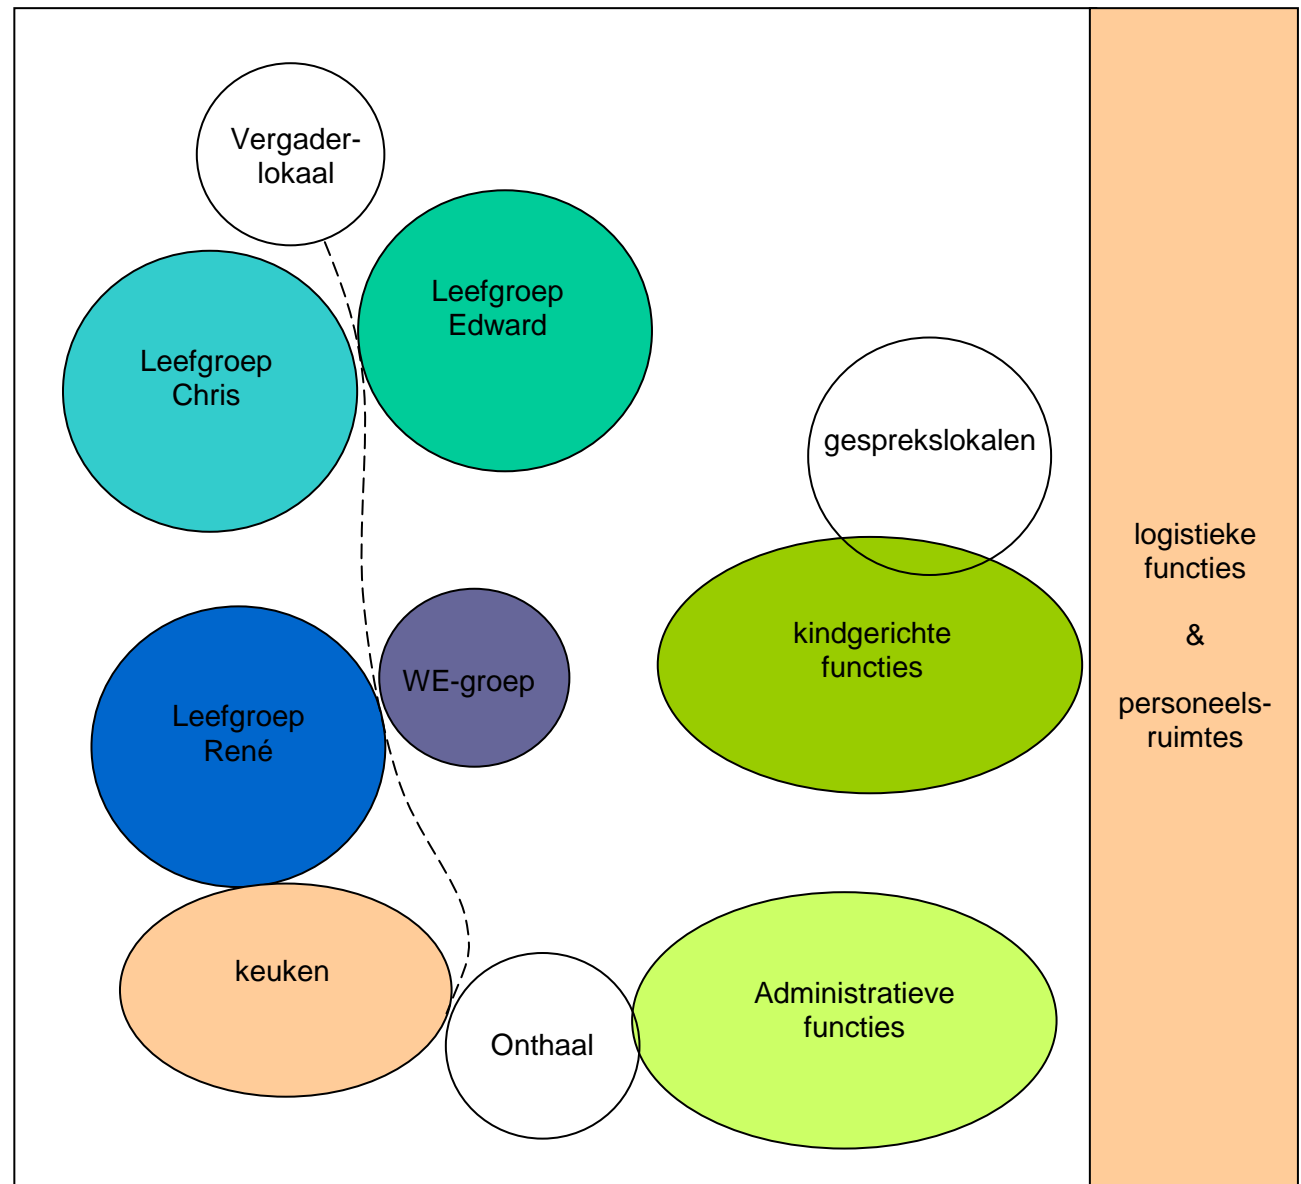 Vergader-
lokaal
Leefgroep
Edward
Leefgroep
Chris
gesprekslokalen
logistieke
functies
&
personeels-
ruimtes
kindgerichte
functies
WE-groep
Leefgroep
René
keuken
Administratieve
functies
Onthaal